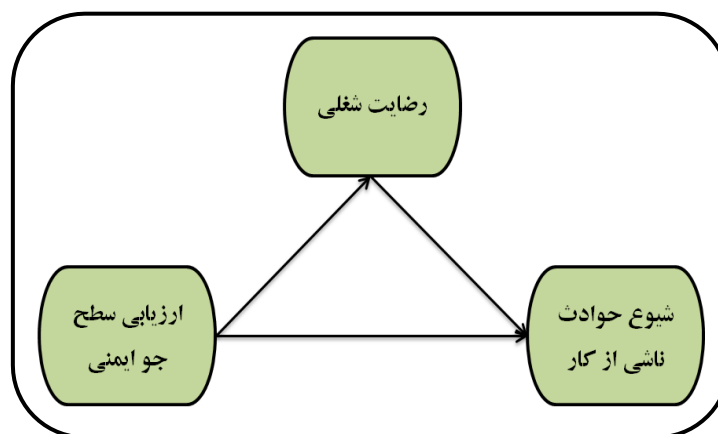 رضایت شغلی
ارزیابی سطح
جو ایمنی
شیوع حوادث
ناشی از کار